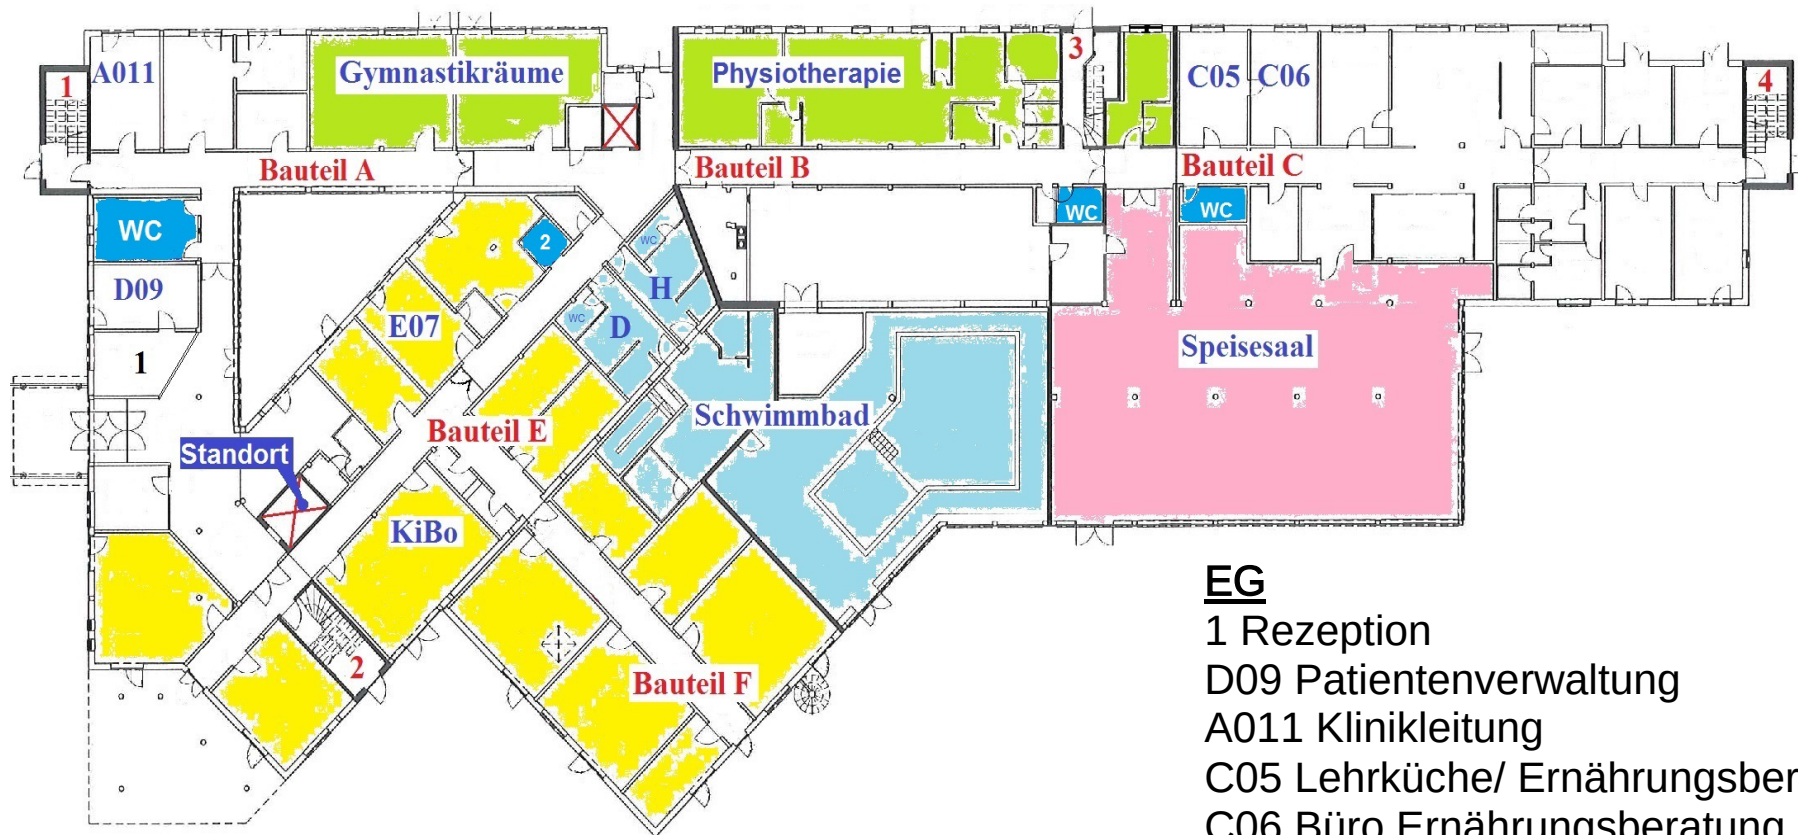 1
A011
Gymnastikräume
Physiotherapie
3
C05
C06
4
Bauteil A
Bauteil B
Bauteil C
WC
2
WC
WC
WC
D09
H
E07
WC
D
1
Speisesaal
Schwimmbad
Bauteil E
Standort
KiBo
2
Bauteil F
EG
1 Rezeption
D09 Patientenverwaltung
A011 Klinikleitung
C05 Lehrküche/ Ernährungsber
C06 Büro Ernährungsberatung